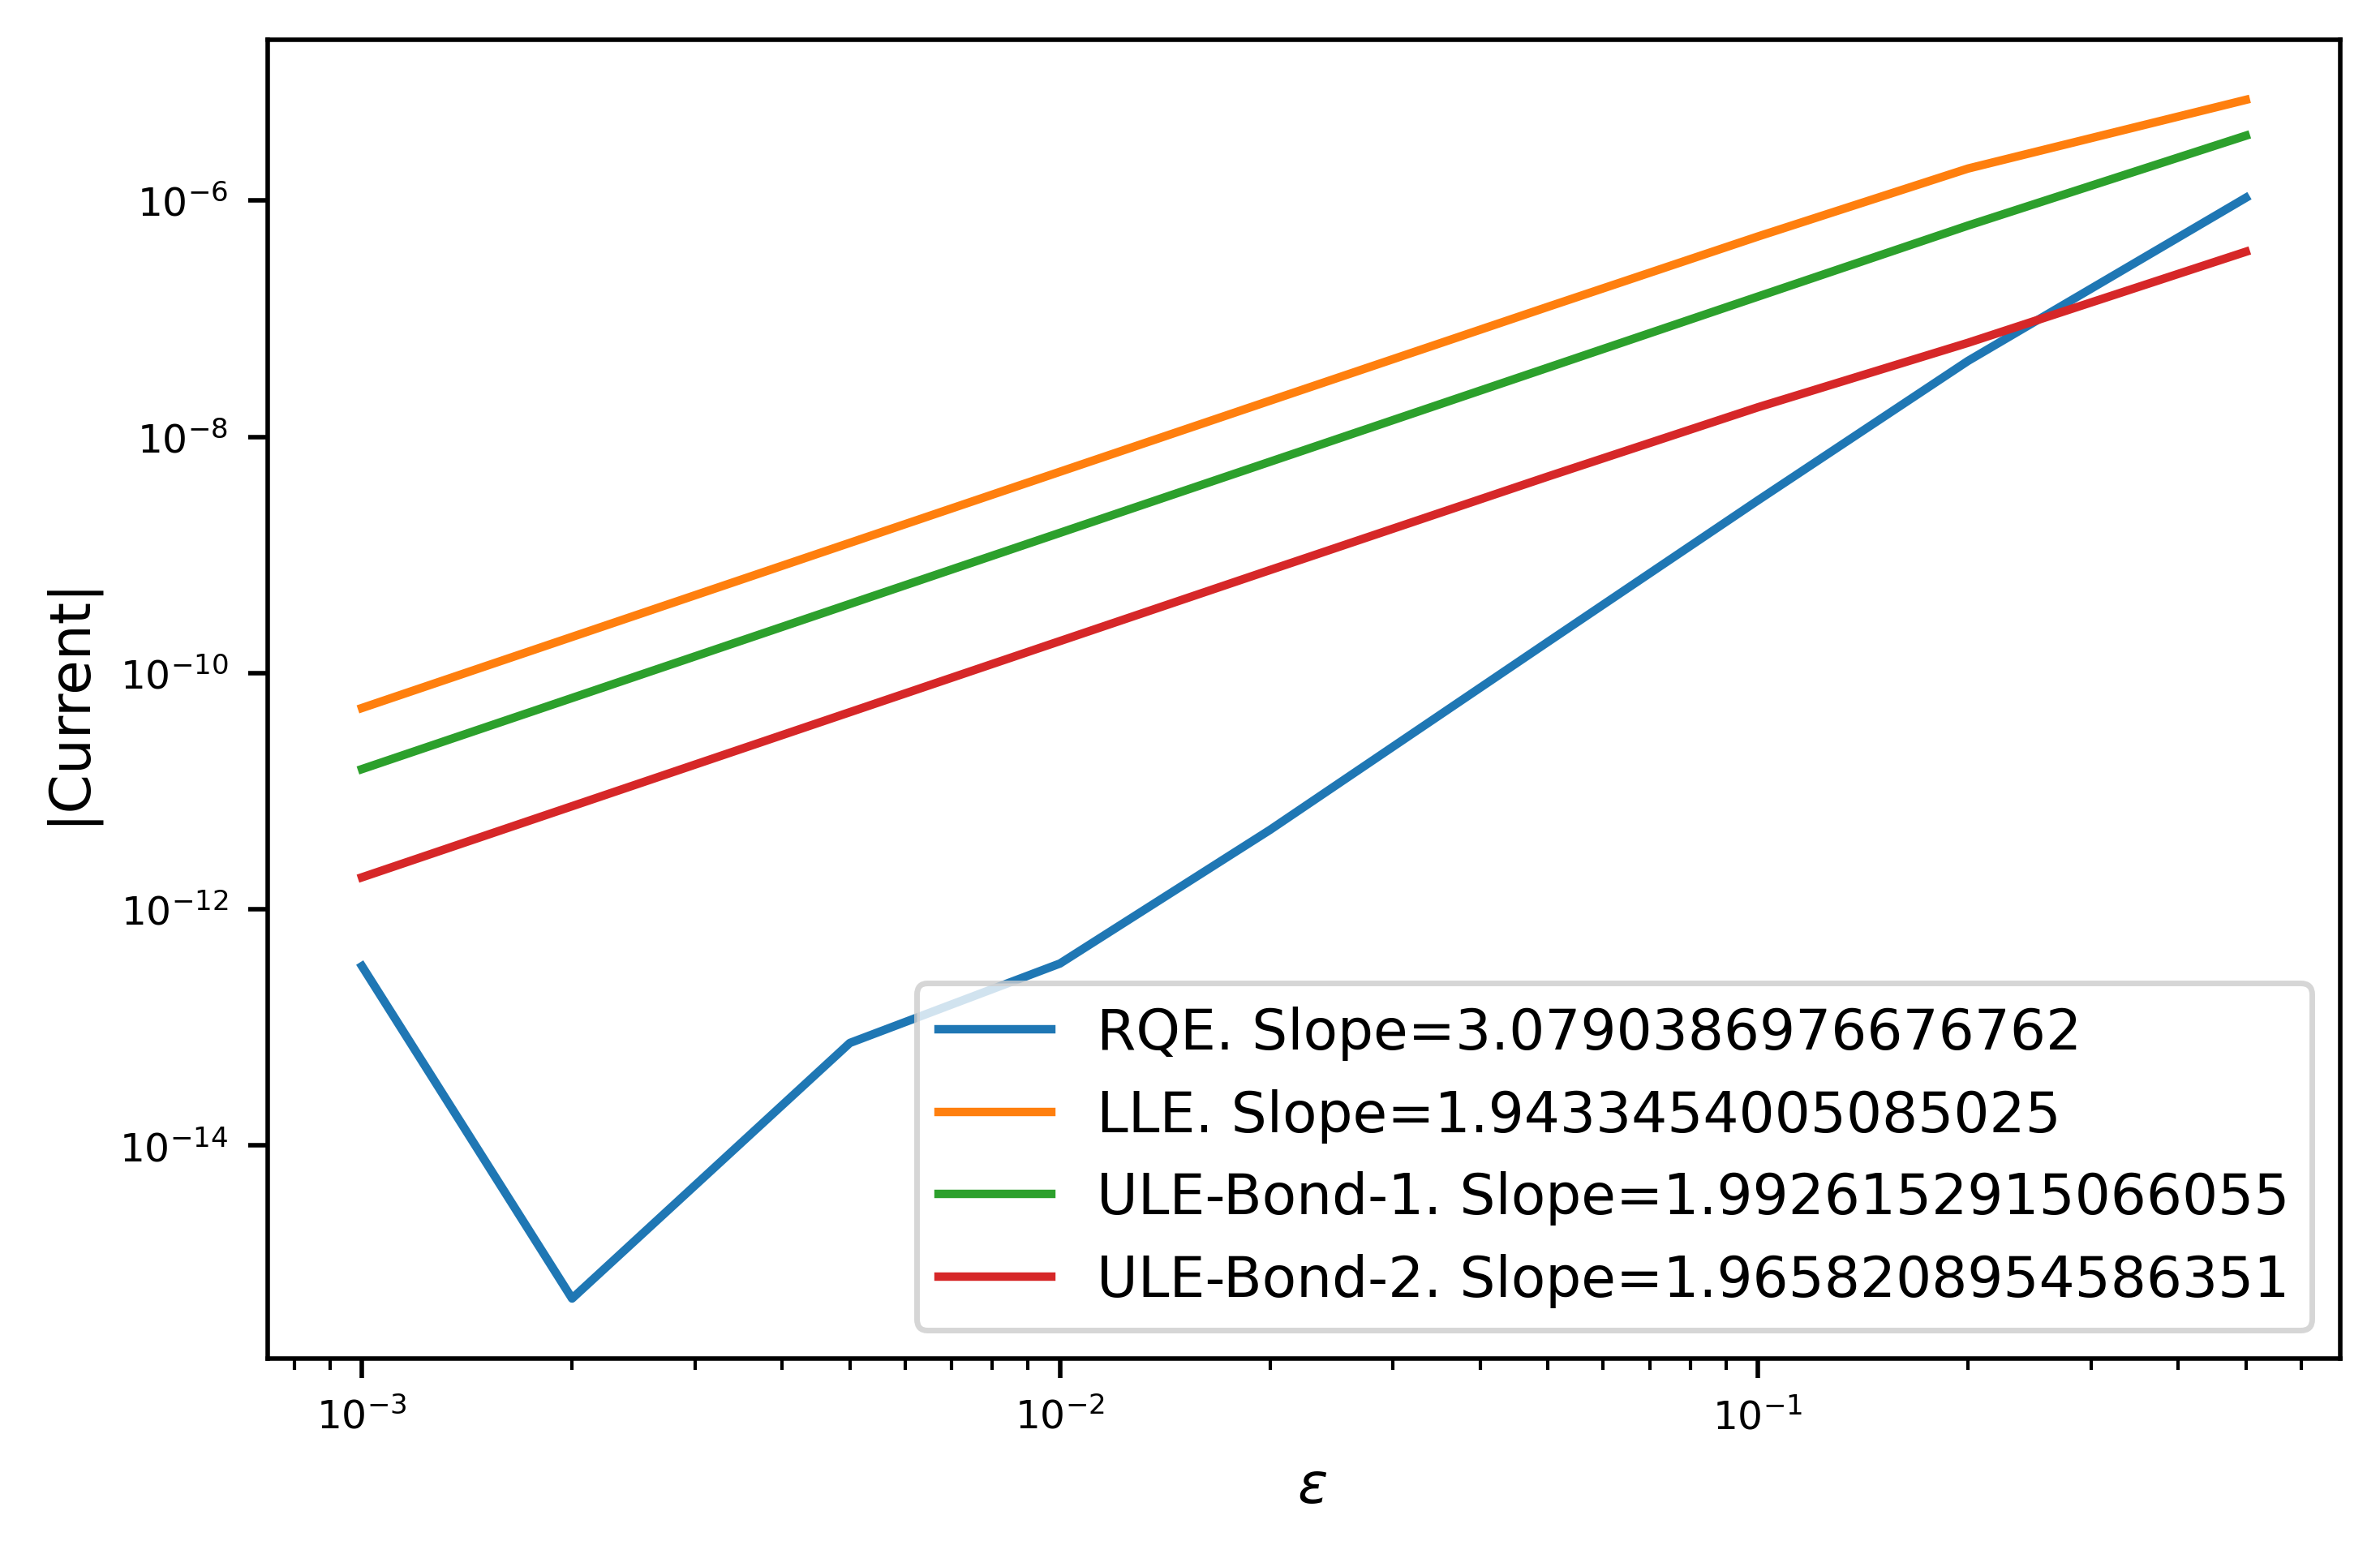 |Current|
10⁻⁶
10⁻⁸
10⁻¹⁰
10⁻¹²
10⁻¹⁴
RQE. Slope=3.0790386976676762
LLE. Slope=1.9433454005085025
ULE-Bond-1. Slope=1.9926152915066055
ULE-Bond-2. Slope=1.9658208954586351
10⁻³ 10⁻² 10⁻¹
ε